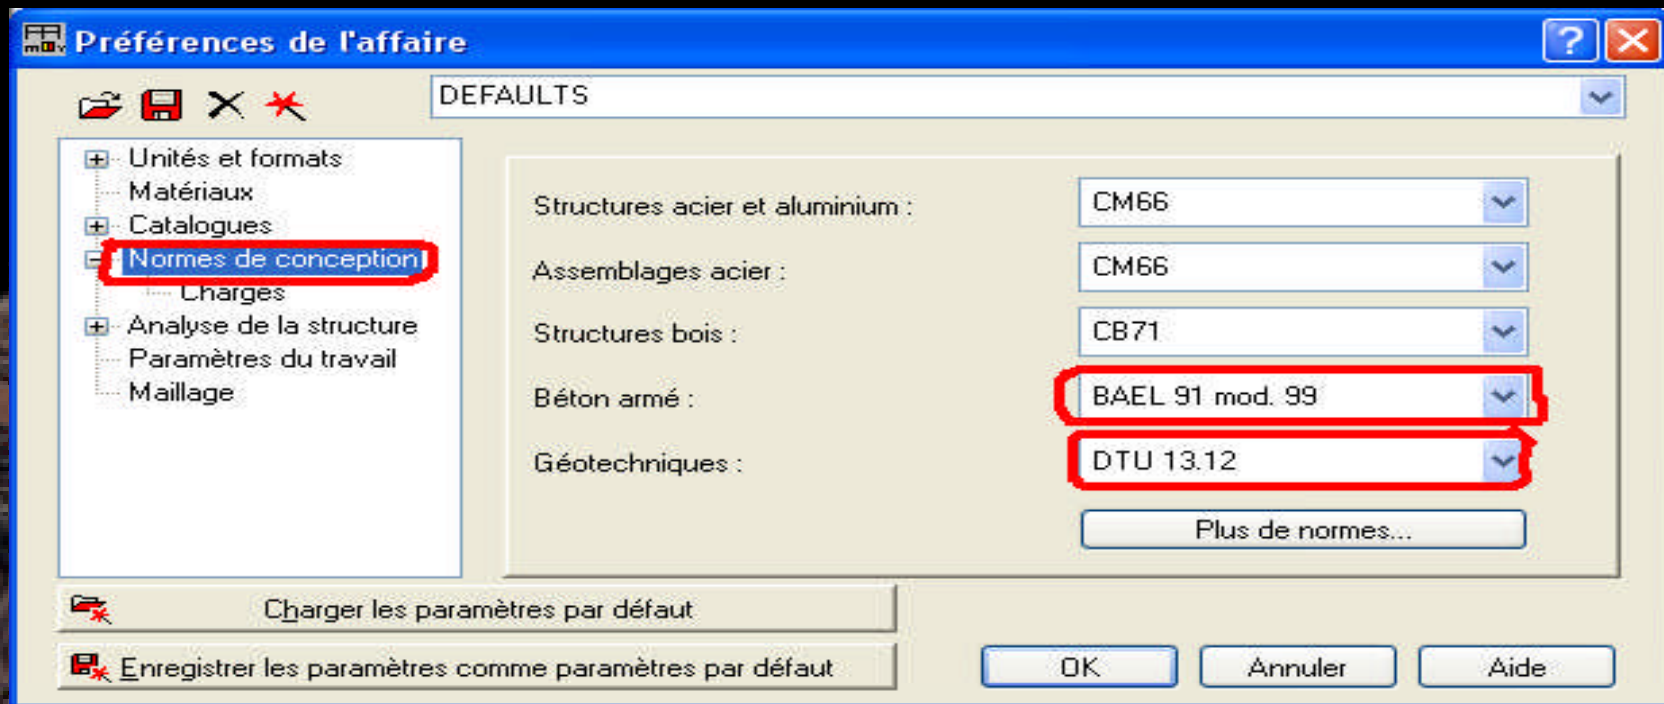 Préférences de l'affaire
DEFAULTS
Unités et formats
Matériaux
Catalogues
Normes de conception
Charges
Analyse de la structure
Paramètres du travail
Maillage
Structures acier et aluminium :
CM66
Assemblages acier :
CM66
Structures bois :
CB71
Béton armé :
BAEL 91 mod. 99
Géotechniques :
DTU 13.12
Plus de normes...
Charger les paramètres par défaut
Enregistrer les paramètres comme paramètres par défaut
OK
Annuler
Aide